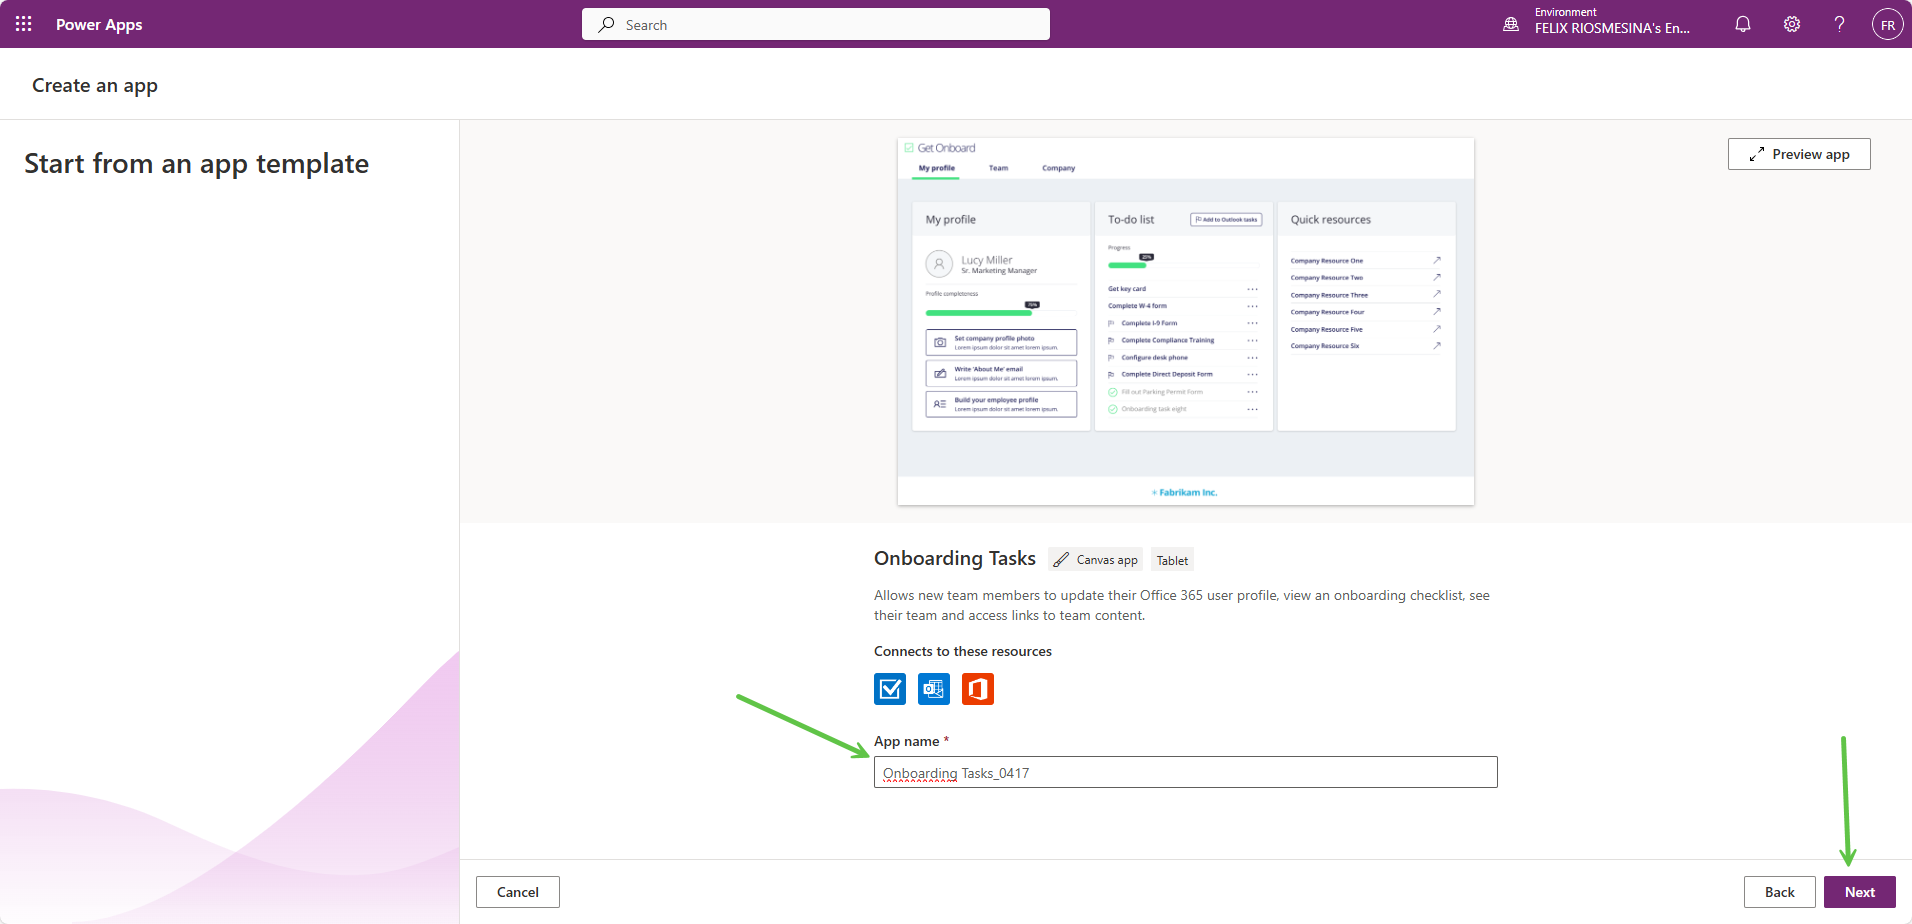 Power Apps
Search
Environment
FELIX RIOSMESINA's En...
?
FR
Create an app
Start from an app template
Preview app
Get Onboard
My profile
Team
Company
My profile
Lucy Miller
Sr. Marketing Manager
Profile completeness
75%
Set company profile photo
Lorem ipsum dolor sit amet lorem ipsum.
Write 'About Me' email
Lorem ipsum dolor sit amet lorem ipsum.
Build your employee profile
Lorem ipsum dolor sit amet lorem ipsum.
To-do list
Add to Outlook tasks
Progress
Get key card
Complete W-4 form
Complete I-9 Form
Complete Compliance Training
Configure desk phone
Complete Direct Deposit Form
Fill out Parking Permit Form
Onboarding task eight
Quick resources
Company Resource One
Company Resource Two
Company Resource Three
Company Resource Four
Company Resource Five
Company Resource Six
Fabrikam Inc.
Onboarding Tasks
Canvas app
Tablet
Allows new team members to update their Office 365 user profile, view an onboarding checklist, see
their team and access links to team content.
Connects to these resources
App name *
Onboarding Tasks_0417
Cancel
Back
Next